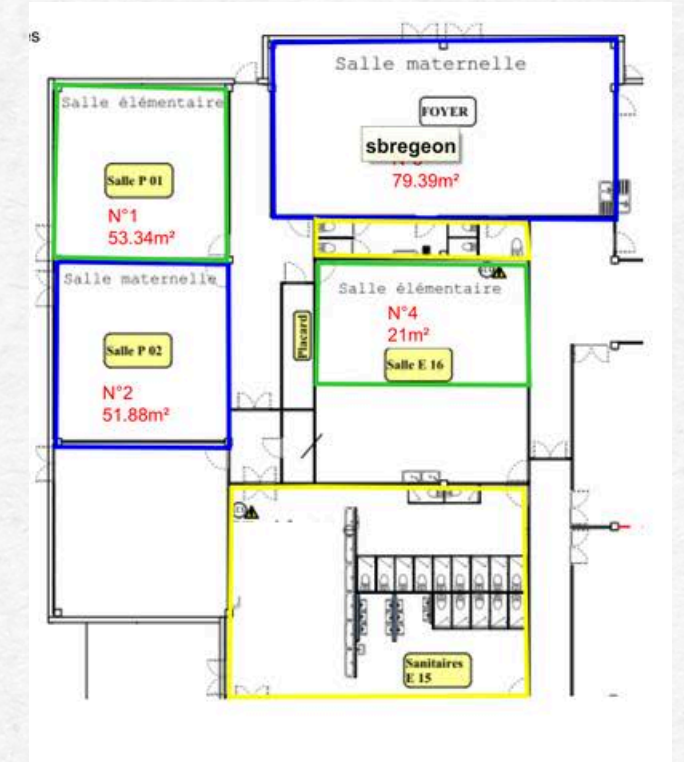 es
Salle maternelle
FOYER
sbregeon
79.39m²
Salle élémentaire
Salle P 01
N°1
53.34m²
Salle maternelle
Salle P 02
N°2
51.88m²
Salle élémentaire
N°4
21m²
Salle E 16
Placard
Sanitaires
E 15